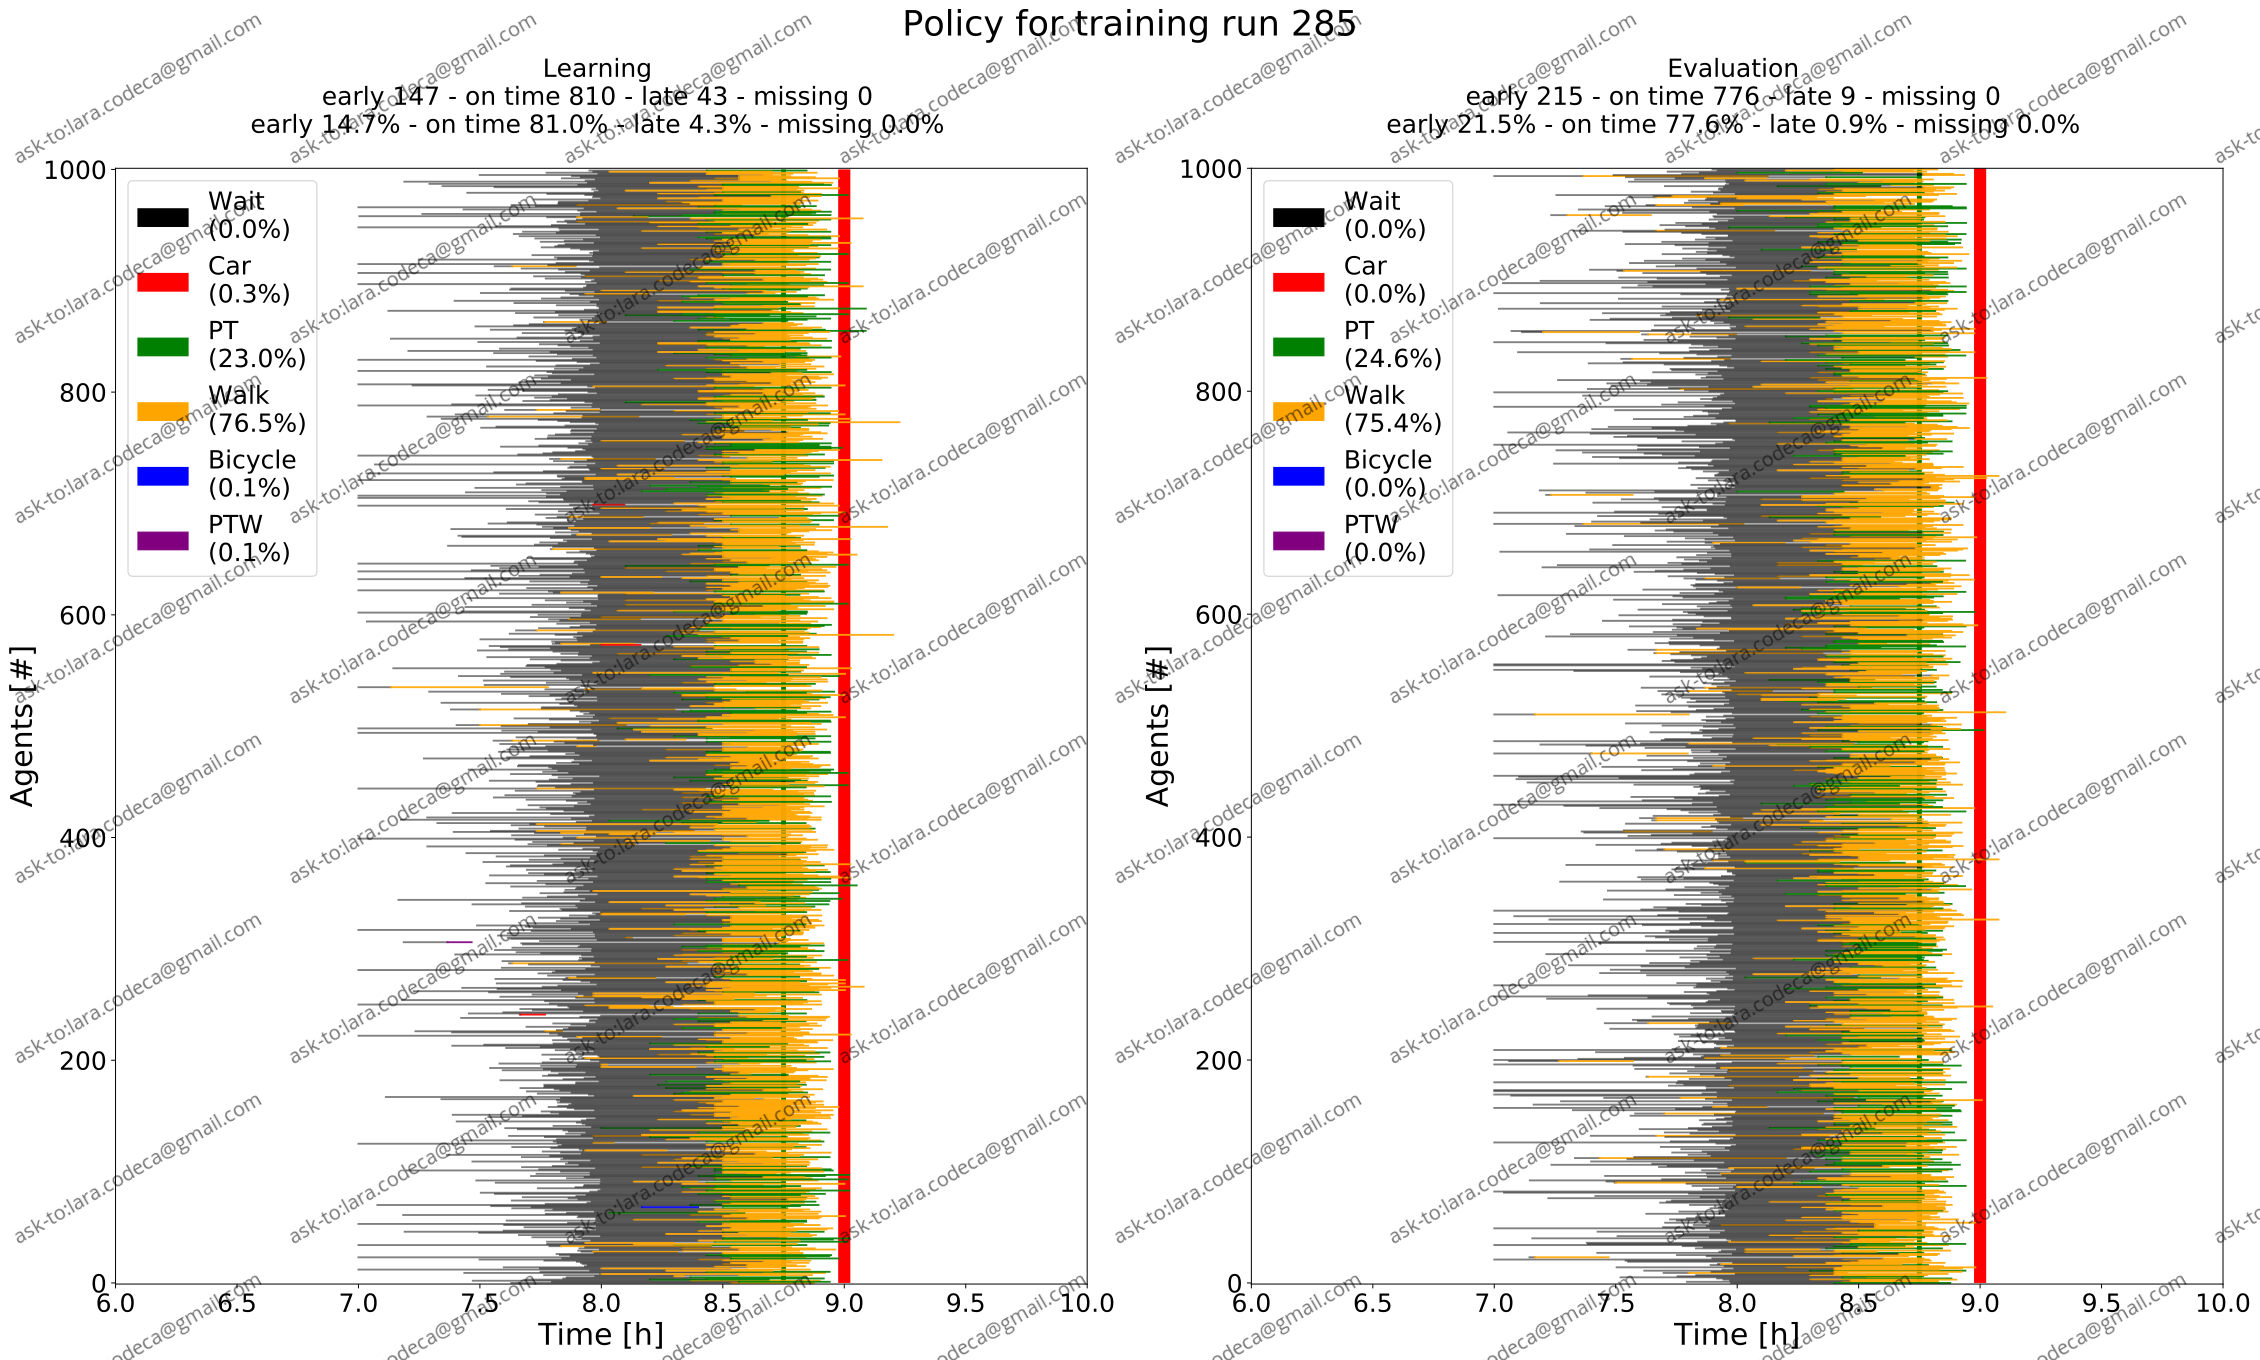 Policy for training run 285
Learning
early 147 - on time 810 - late 43 - missing 0
early 14.7% - on time 81.0% - late 4.3% - missing 0.0%
1000
800
600
400
200
0
Agents [#]
Wait
(0.0%)
Car
(0.3%)
PT
(23.0%)
Walk
(76.5%)
Bicycle
(0.1%)
PTW
(0.1%)
6.0 6.5 7.0 7.5 8.0 8.5 9.0 9.5 10.0
Time [h]
Evaluation
early 215 - on time 776 - late 9 - missing 0
early 21.5% - on time 77.6% - late 0.9% - missing 0.0%
1000
800
600
400
200
0
Agents [#]
Wait
(0.0%)
Car
(0.0%)
PT
(24.6%)
Walk
(75.4%)
Bicycle
(0.0%)
PTW
(0.0%)
6.0 6.5 7.0 7.5 8.0 8.5 9.0 9.5 10.0
Time [h]
ask-to:lara.codeca@gmail.com